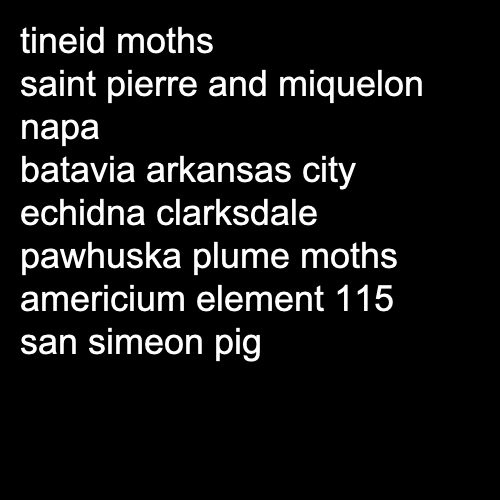 tineid moths
saint pierre and miquelon
napa
batavia arkansas city
echidna clarksdale
pawhuska plume moths
americium element 115
san simeon pig